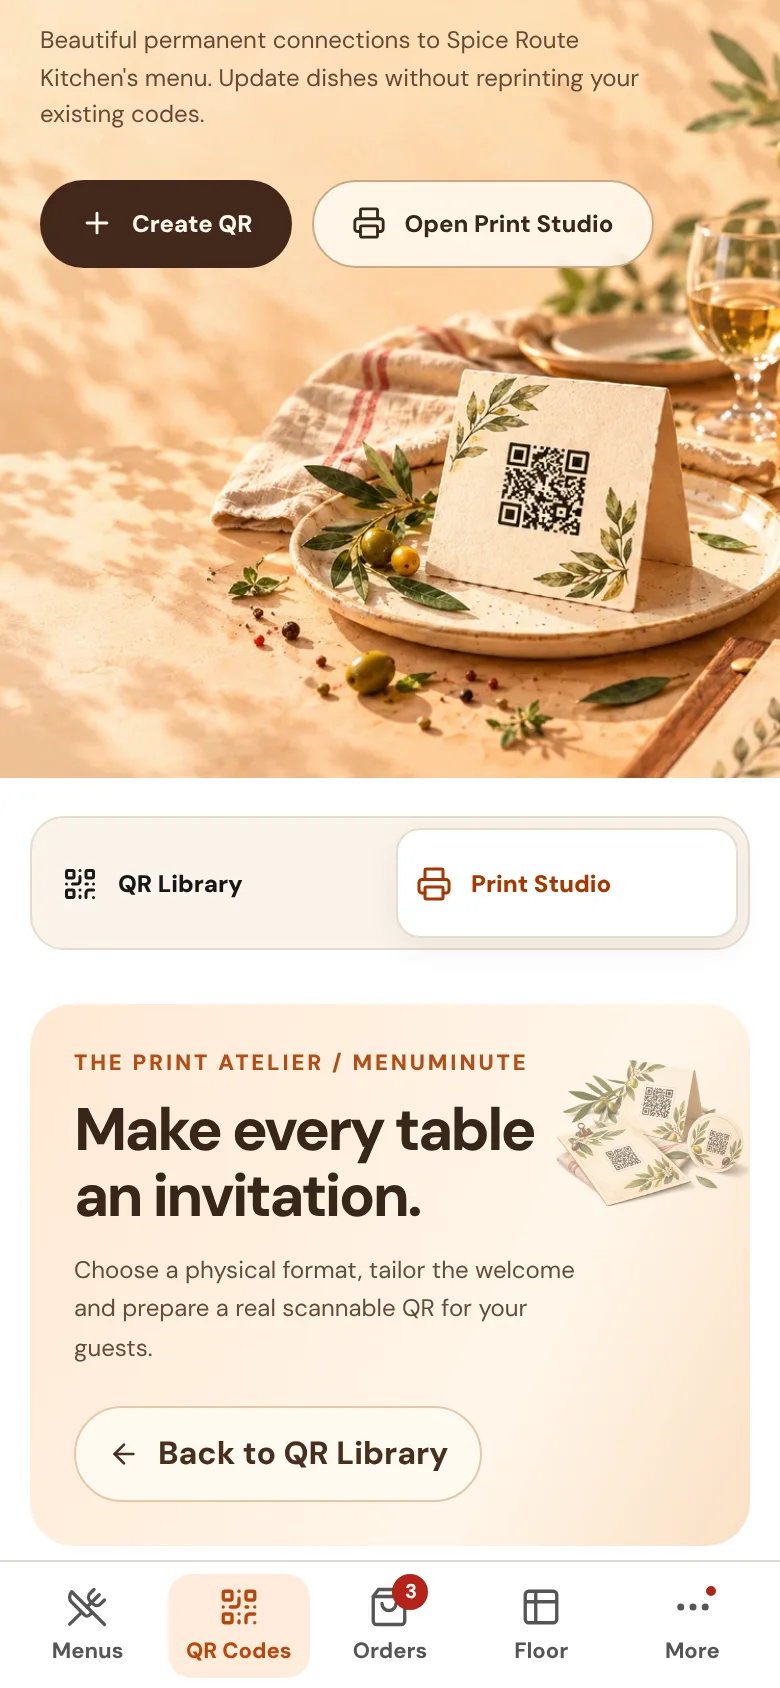 Beautiful permanent connections to Spice Route
Kitchen's menu. Update dishes without reprinting your
existing codes.
Create QR
Open Print Studio
QR Library
Print Studio
THE PRINT ATELIER / MENUMINUTE
Make every table
an invitation.
Choose a physical format, tailor the welcome
and prepare a real scannable QR for your
guests.
Back to QR Library
3
Menus
QR Codes
Orders
Floor
More